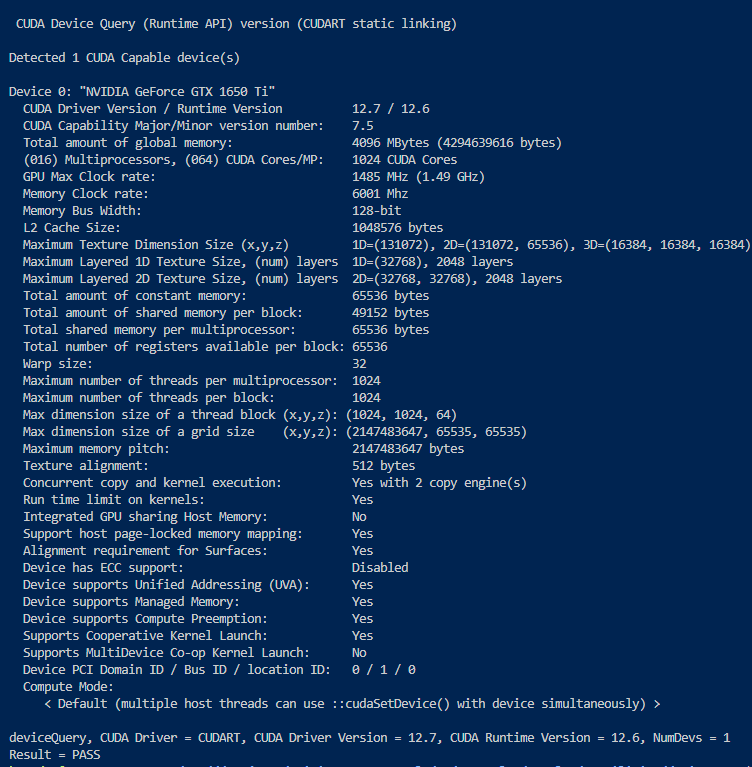 CUDA Device Query (Runtime API) version (CUDART static linking)
Detected 1 CUDA Capable device(s)
Device 0: "NVIDIA GeForce GTX 1650 Ti"
CUDA Driver Version / Runtime Version 12.7 / 12.6
CUDA Capability Major/Minor version number: 7.5
Total amount of global memory: 4096 MBytes (4294639616 bytes)
(016) Multiprocessors, (064) CUDA Cores/MP: 1024 CUDA Cores
GPU Max Clock rate: 1485 MHz (1.49 GHz)
Memory Clock rate: 6001 Mhz
Memory Bus Width: 128-bit
L2 Cache Size: 1048576 bytes
Maximum Texture Dimension Size (x,y,z) 1D=(131072), 2D=(131072, 65536), 3D=(16384, 16384, 16384)
Maximum Layered 1D Texture Size, (num) layers 1D=(32768), 2048 layers
Maximum Layered 2D Texture Size, (num) layers 2D=(32768, 32768), 2048 layers
Total amount of constant memory: 65536 bytes
Total amount of shared memory per block: 49152 bytes
Total shared memory per multiprocessor: 65536 bytes
Total number of registers available per block: 65536
Warp size: 32
Maximum number of threads per multiprocessor: 1024
Maximum number of threads per block: 1024
Max dimension size of a thread block (x,y,z): (1024, 1024, 64)
Max dimension size of a grid size (x,y,z): (2147483647, 65535, 65535)
Maximum memory pitch: 2147483647 bytes
Texture alignment: 512 bytes
Concurrent copy and kernel execution: Yes with 2 copy engine(s)
Run time limit on kernels: Yes
Integrated GPU sharing Host Memory: No
Support host page-locked memory mapping: Yes
Alignment requirement for Surfaces: Yes
Device has ECC support: Disabled
Device supports Unified Addressing (UVA): Yes
Device supports Managed Memory: Yes
Device supports Compute Preemption: Yes
Supports Cooperative Kernel Launch: Yes
Supports MultiDevice Co-op Kernel Launch: No
Device PCI Domain ID / Bus ID / location ID: 0 / 1 / 0
Compute Mode:
< Default (multiple host threads can use ::cudaSetDevice() with device simultaneously) >
deviceQuery, CUDA Driver = CUDART, CUDA Driver Version = 12.7, CUDA Runtime Version = 12.6, NumDevs = 1
Result = PASS